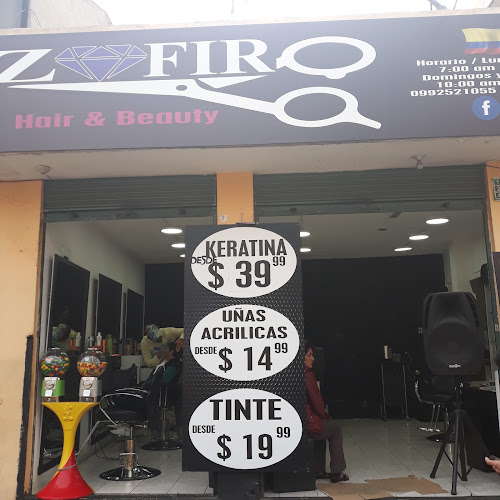 ZAFIRO
Hair & Beauty
Horario / Lu
7:00 am
Domingos
10:00 am
0992521055
KERATINA
DESDE $ 39.99
UÑAS
ACRILICAS
DESDE $ 14.99
TINTE
DESDE $ 19.99